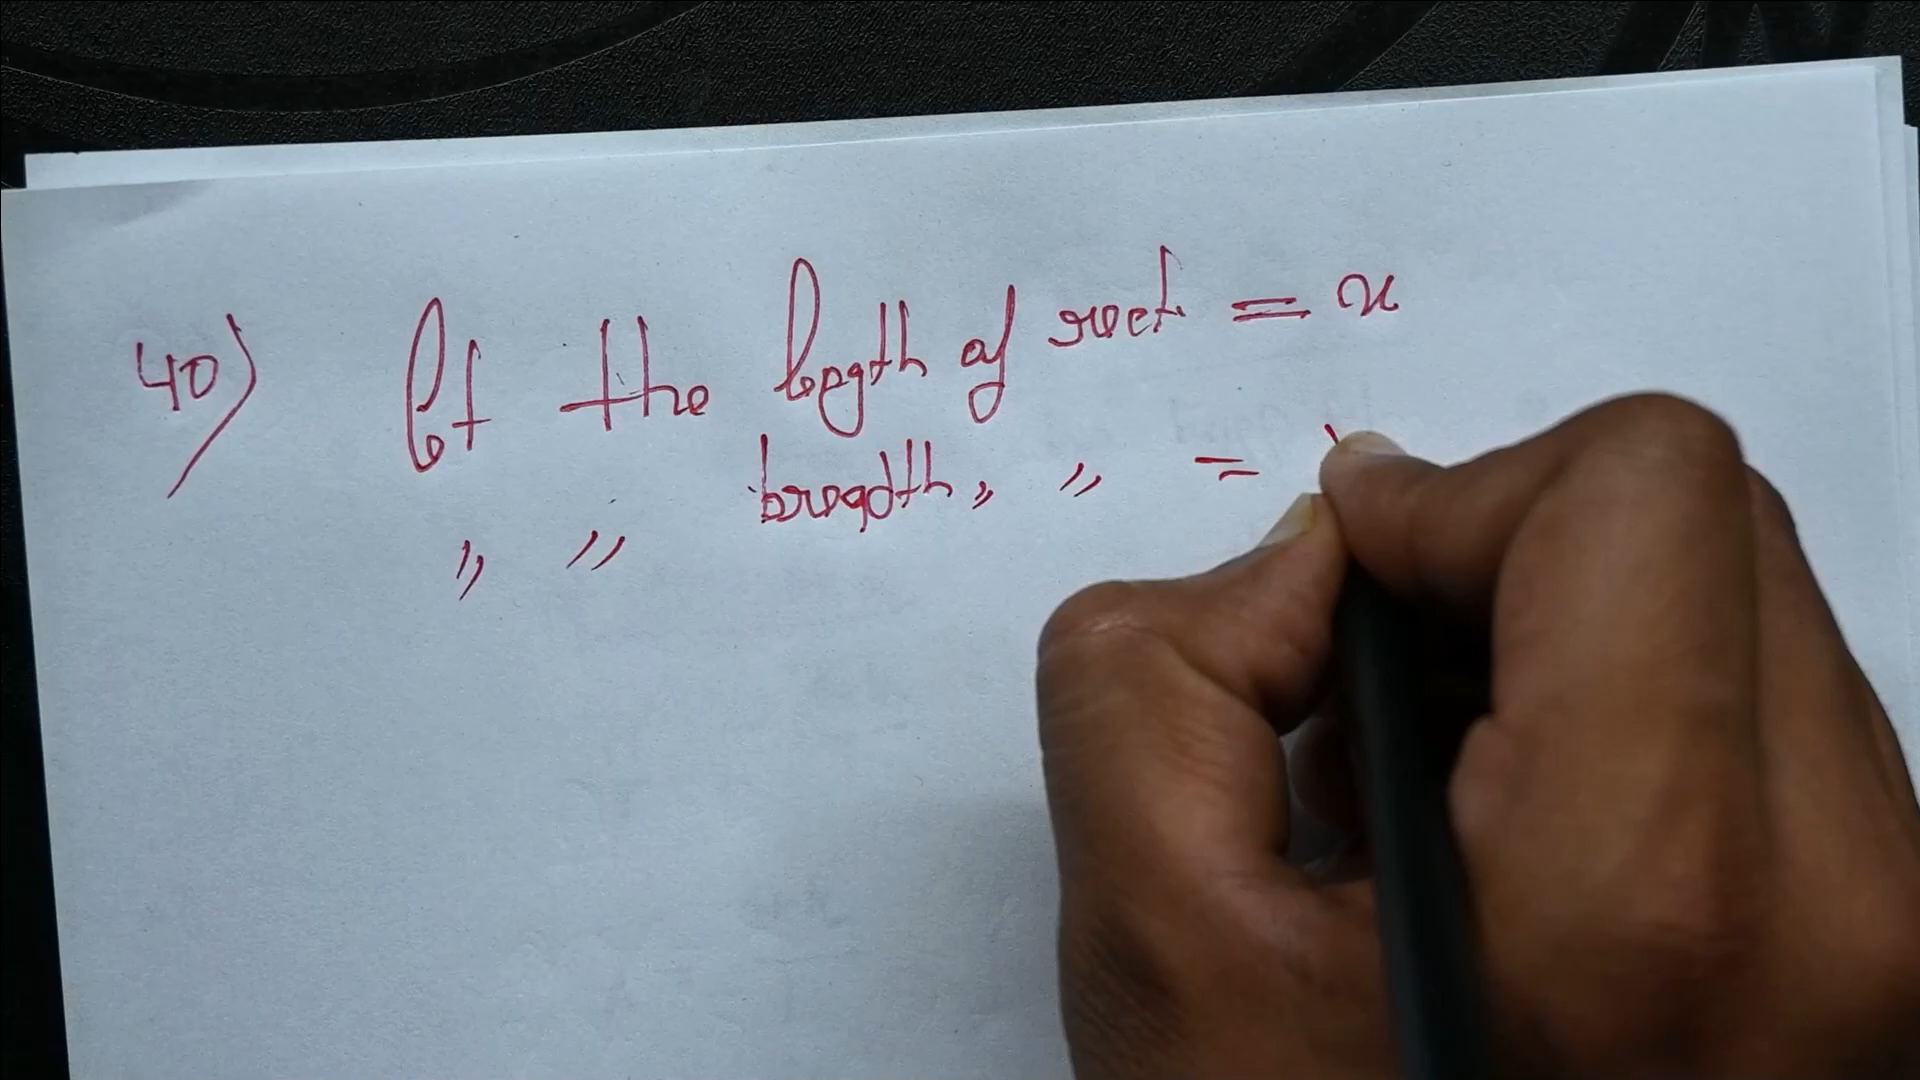 40) let the length of rect. = x
,, ,, breadth ,, ,, =